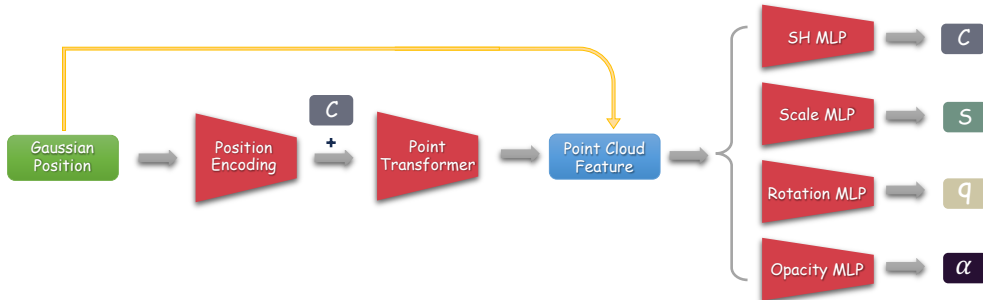 Gaussian
Position
Position
Encoding
C
+
Point
Transformer
Point Cloud
Feature
SH MLP
C
Scale MLP
S
Rotation MLP
q
Opacity MLP
α